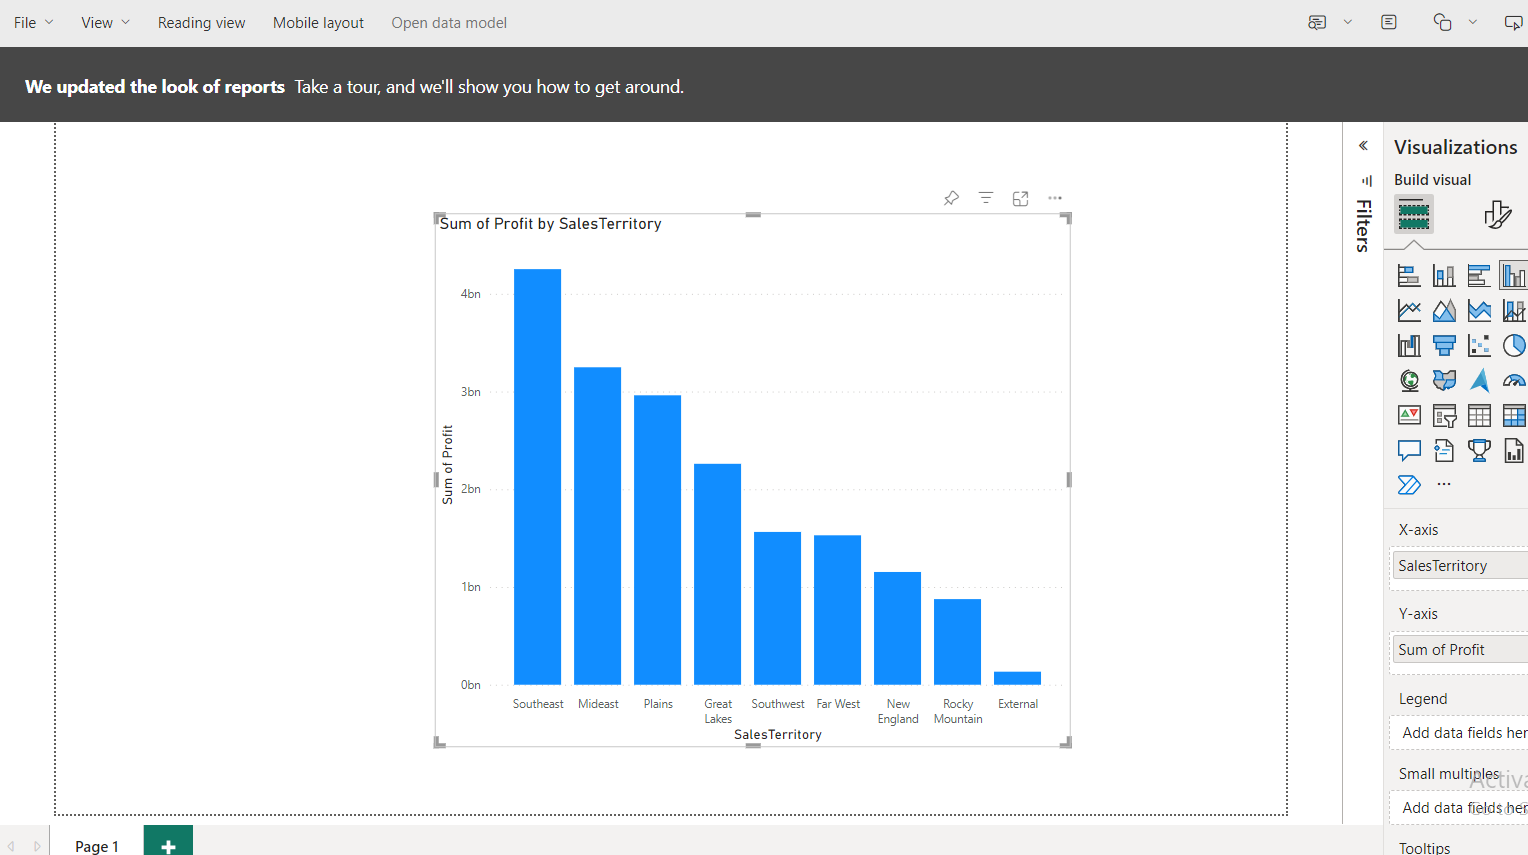 File View Reading view Mobile layout Open data model
We updated the look of reports Take a tour, and we'll show you how to get around.
Sum of Profit by SalesTerritory
4bn
3bn
2bn
1bn
0bn
Sum of Profit
Southeast Mideast Plains Great Lakes Southwest Far West New England Rocky Mountain External
SalesTerritory
Filters
Visualizations
Build visual
X-axis
SalesTerritory
Y-axis
Sum of Profit
Legend
Add data fields her
Small multiples
Add data fields her
Tooltips
Page 1